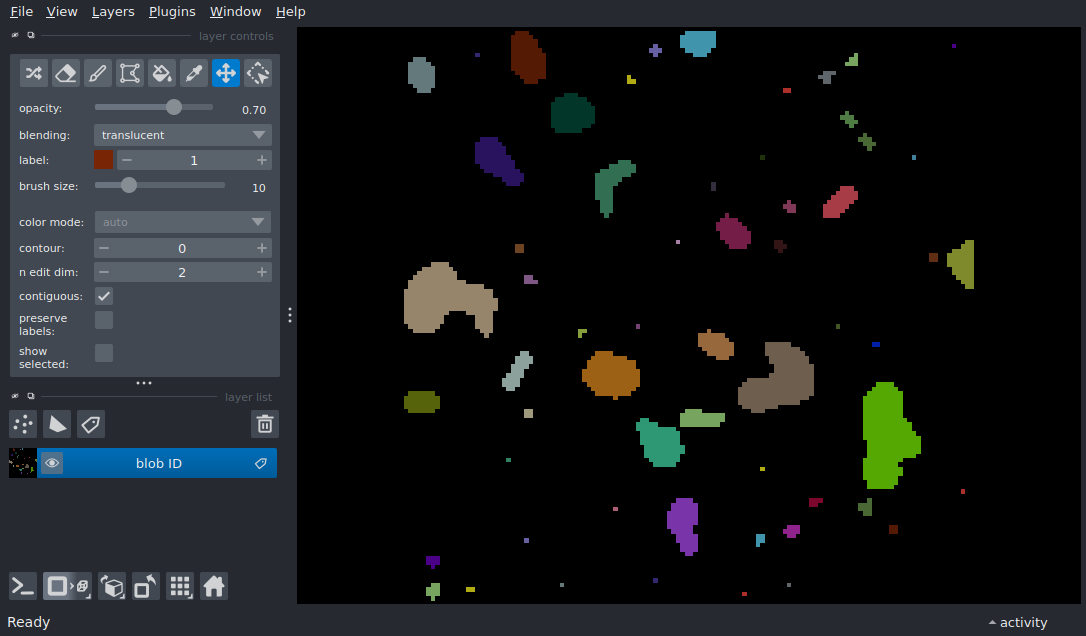 File View Layers Plugins Window Help
layer controls
opacity: 0.70
blending: translucent
label: 1
brush size: 10
color mode: auto
contour: 0
n edit dim: 2
contiguous:
preserve
labels:
show
selected:
layer list
blob ID
Ready
activity